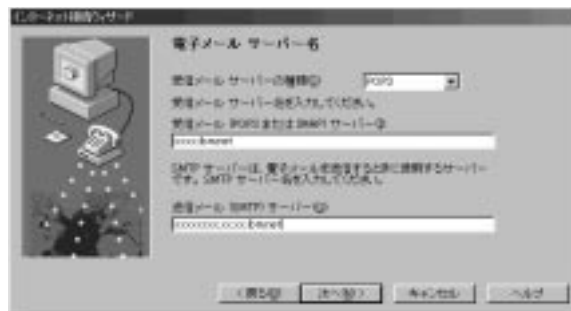 インターネット接続ウィザード
電子メール サーバー名
受信メール サーバーの種類(S) POP3
受信メール サーバー名を入力してください。
受信メール (POP3 または IMAP) サーバー(I)
SMTP サーバーは、電子メールを送信するときに使用するサーバーです。SMTP サーバー名を入力してください。
送信メール (SMTP) サーバー(O)
< 戻る(B) 次へ(N) > キャンセル ヘルプ